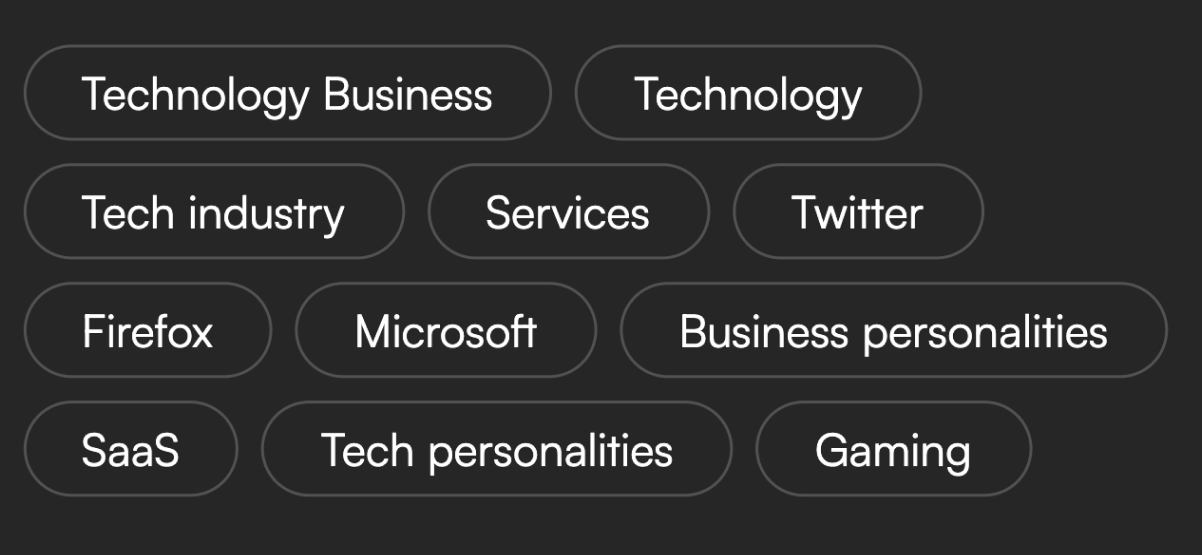 Technology Business Technology
Tech industry Services Twitter
Firefox Microsoft Business personalities
SaaS Tech personalities Gaming